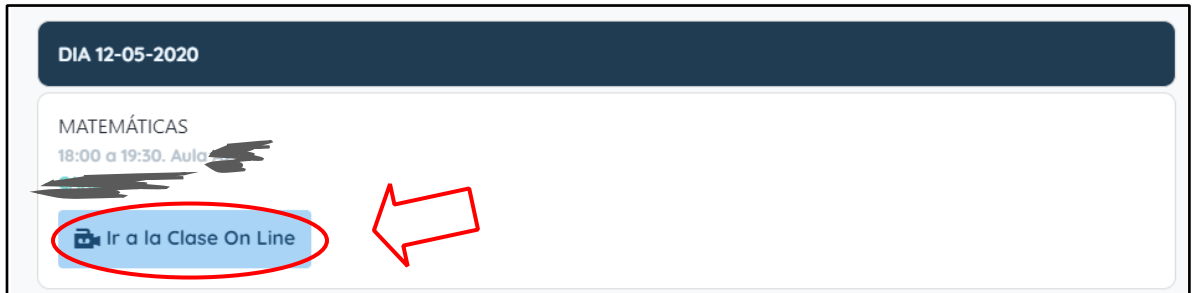 DIA 12-05-2020
MATEMÁTICAS
18:00 a 19:30. Aula
Ir a la Clase On Line